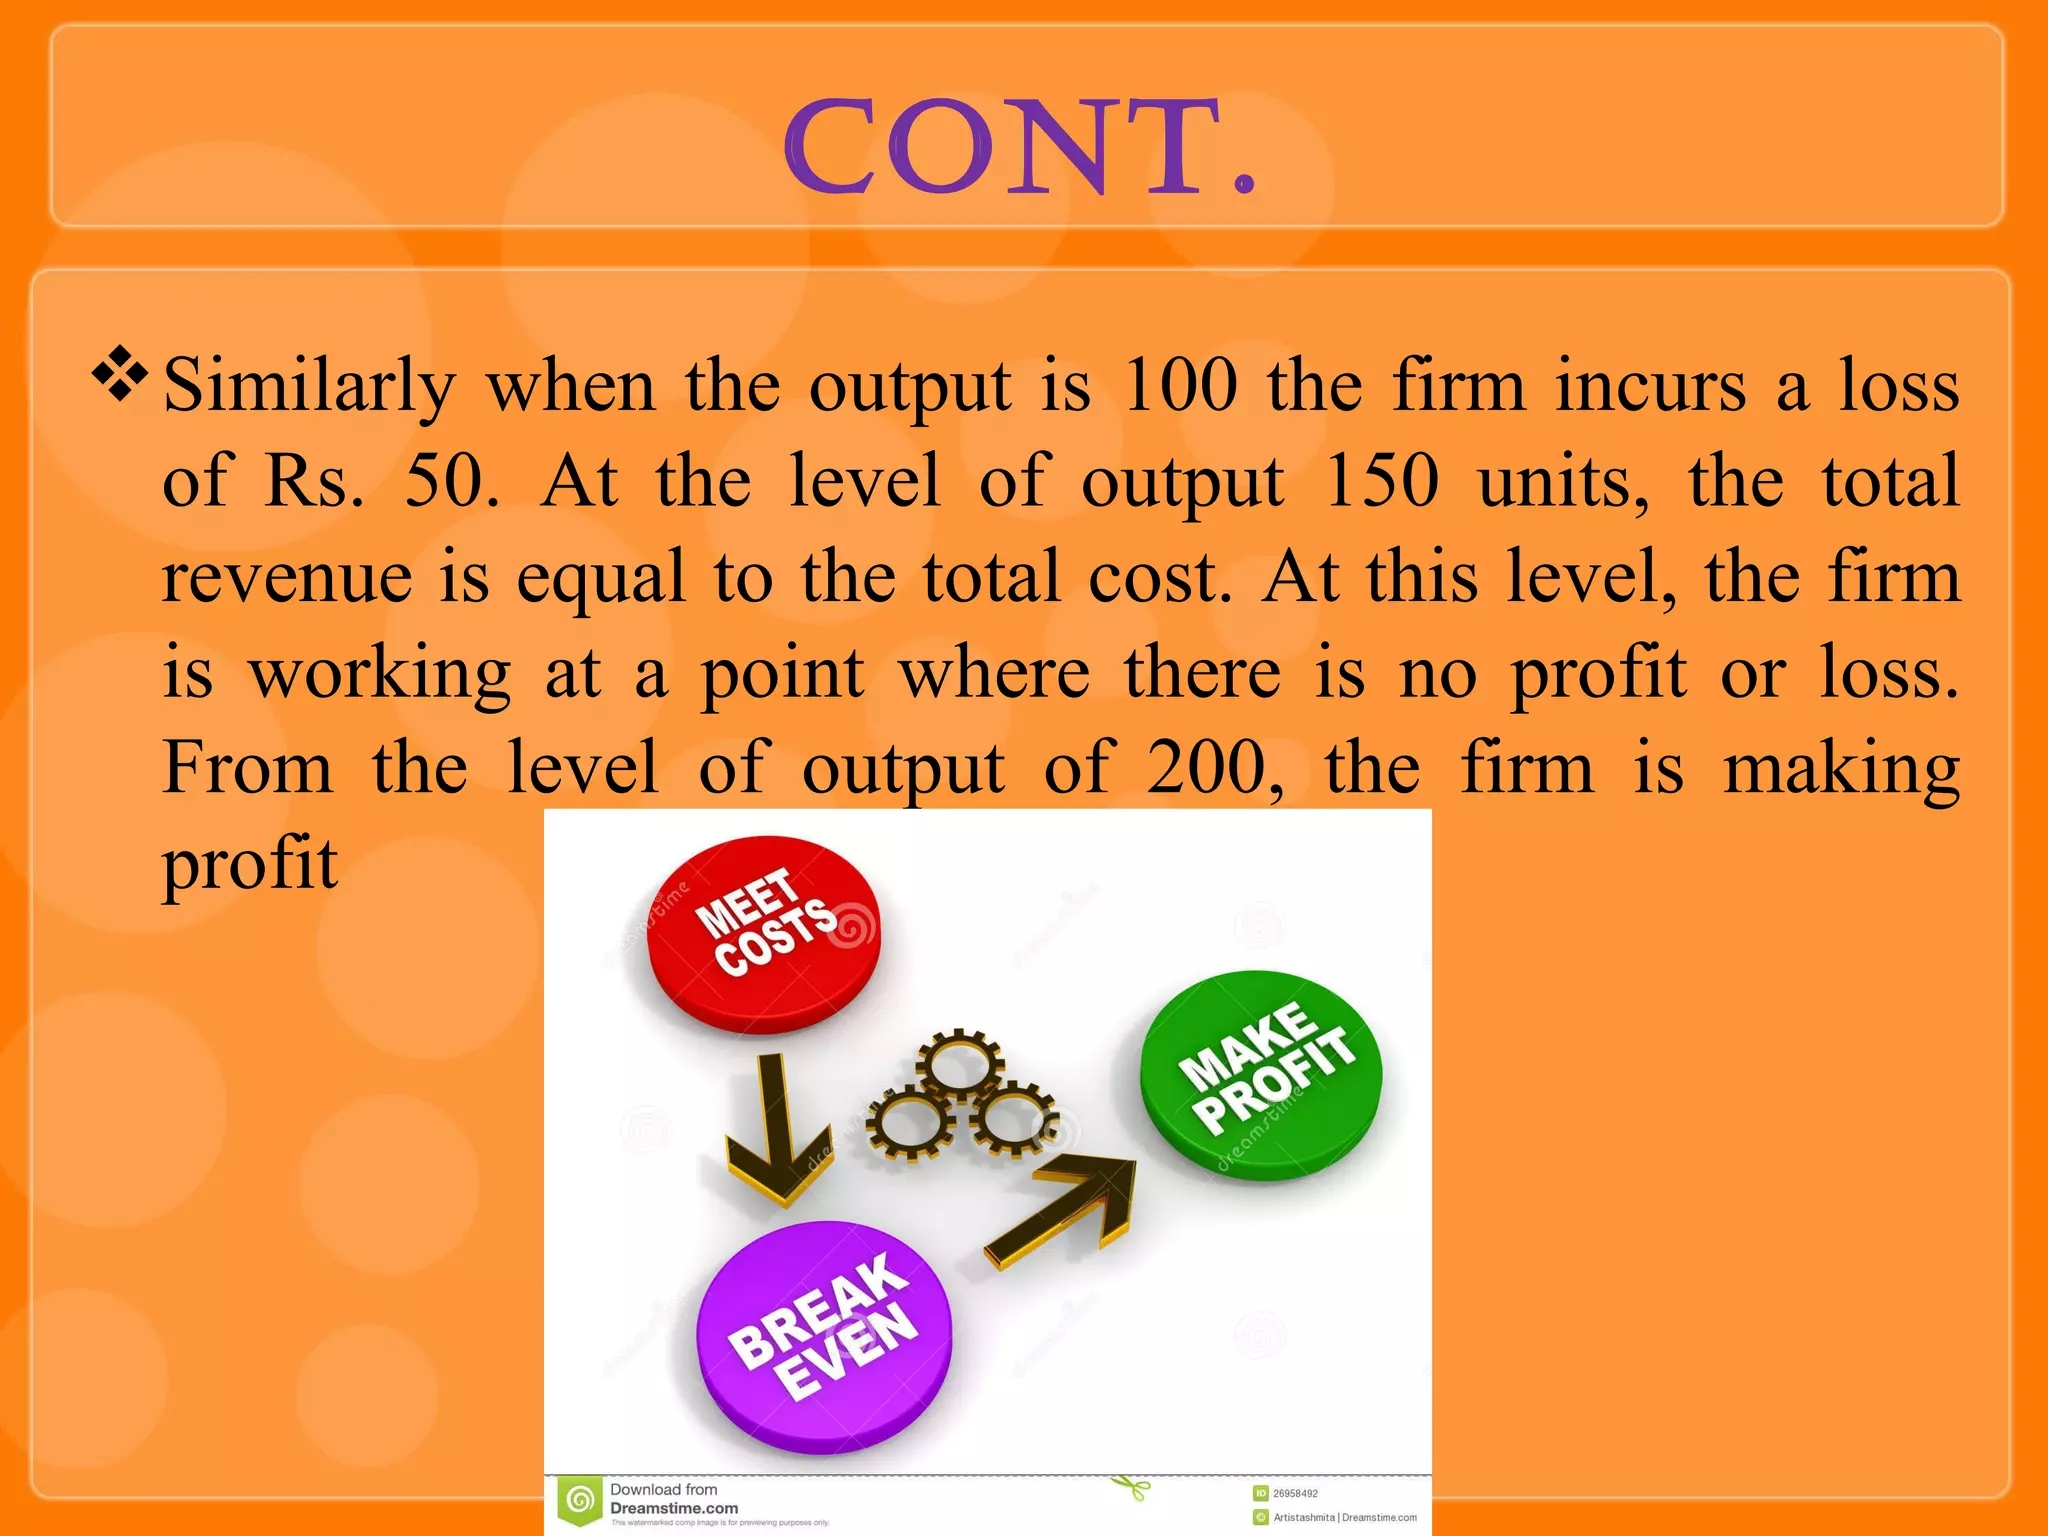 CONT.
❖Similarly when the output is 100 the firm incurs a loss
of Rs. 50. At the level of output 150 units, the total
revenue is equal to the total cost. At this level, the firm
is working at a point where there is no profit or loss.
From the level of output of 200, the firm is making
profit
MEET
COSTS
MAKE
PROFIT
BREAK
EVEN
Download from
Dreamstime.com
This watermarked comp image is for previewing purposes only.
ID 26958492
© Artistashmita | Dreamstime.com